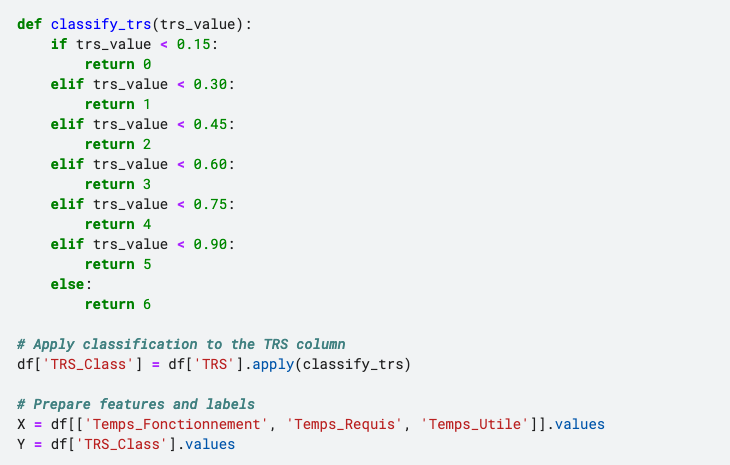 def classify_trs(trs_value):
    if trs_value < 0.15:
        return 0
    elif trs_value < 0.30:
        return 1
    elif trs_value < 0.45:
        return 2
    elif trs_value < 0.60:
        return 3
    elif trs_value < 0.75:
        return 4
    elif trs_value < 0.90:
        return 5
    else:
        return 6

# Apply classification to the TRS column
df['TRS_Class'] = df['TRS'].apply(classify_trs)

# Prepare features and labels
X = df[['Temps_Fonctionnement', 'Temps_Requis', 'Temps_Utile']].values
Y = df['TRS_Class'].values